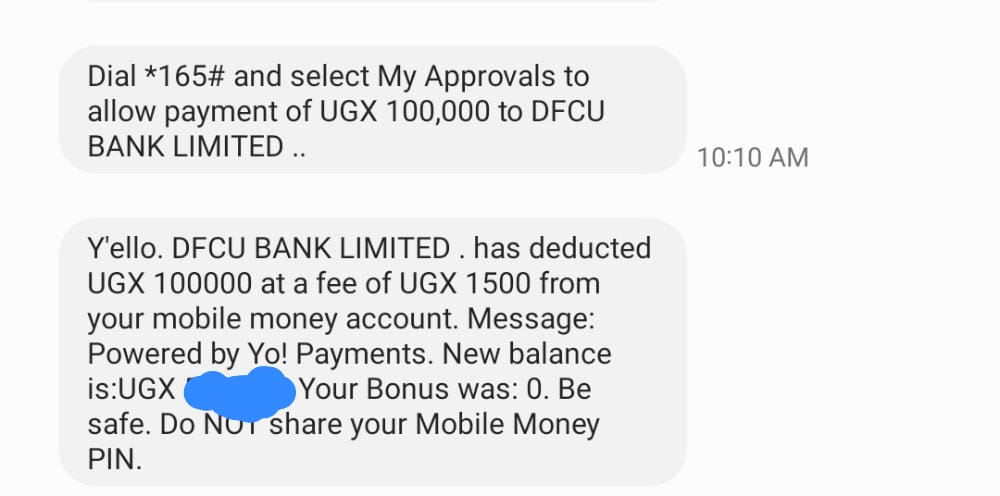 Dial *165# and select My Approvals to
allow payment of UGX 100,000 to DFCU
BANK LIMITED ..
10:10 AM
Y'ello. DFCU BANK LIMITED . has deducted
UGX 100000 at a fee of UGX 1500 from
your mobile money account. Message:
Powered by Yo! Payments. New balance
is:UGX Your Bonus was: 0. Be
safe. Do NOT share your Mobile Money
PIN.